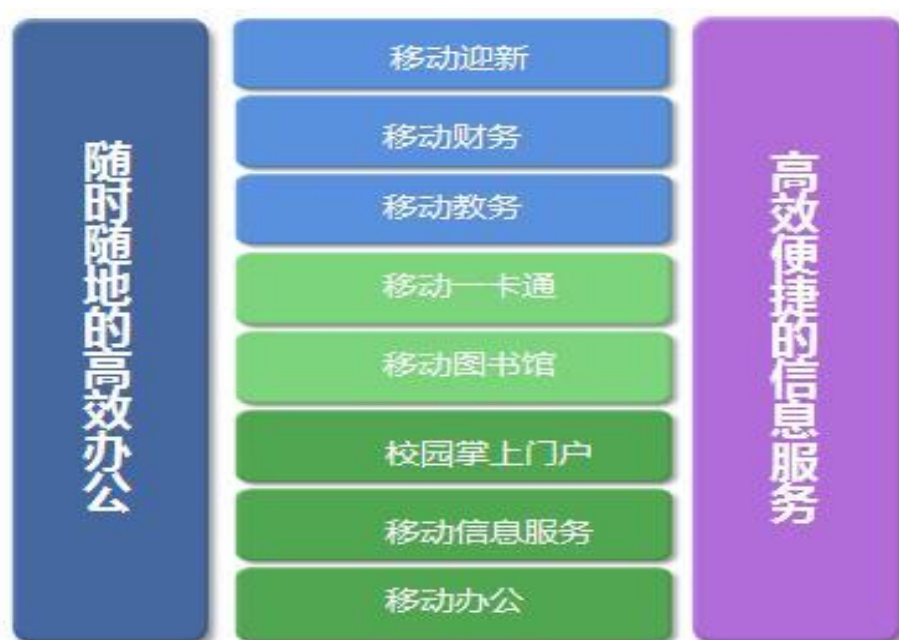 随时随地的高效办公
移动迎新
移动财务
移动教务
移动一卡通
移动图书馆
校园掌上门户
移动信息服务
移动办公
高效便捷的信息服务